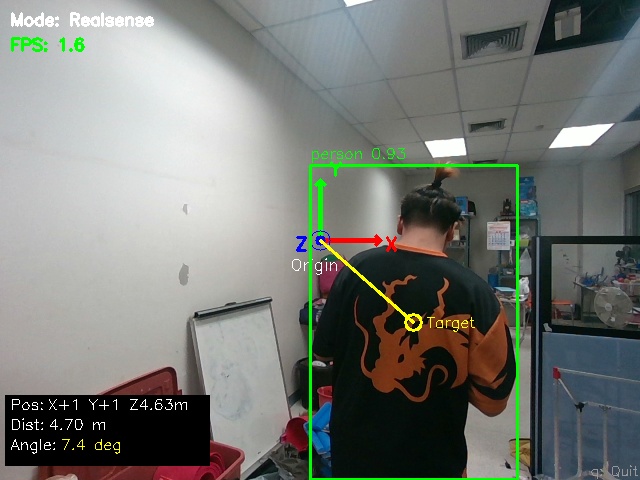 Mode: Realsense
FPS: 1.6
person 0.93
Y
Z
X
Origin
Target
Pos: X+1 Y+1 Z4.63m
Dist: 4.70 m
Angle: 7.4 deg
q: Quit